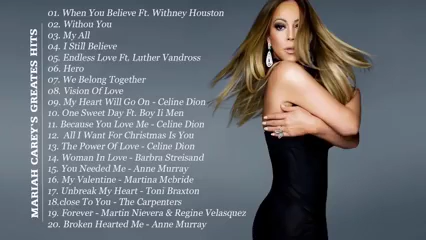 MARIAH CAREY'S GREATES HITS
01. When You Believe Ft. Withney Houston
02. Withou You
03. My All
04. I Still Believe
05. Endless Love Ft. Luther Vandross
06. Hero
07. We Belong Together
08. Vision Of Love
09. My Heart Will Go On - Celine Dion
10. One Sweet Day Ft. Boy Ii Men
11. Because You Love Me - Celine Dion
12. All I Want For Christmas Is You
13. The Power Of Love - Celine Dion
14. Woman In Love - Barbra Streisand
15. You Needed Me - Anne Murray
16. My Valentine - Martina Mcbride
17. Unbreak My Heart - Toni Braxton
18.close To You - The Carpenters
19. Forever - Martin Nievera & Regine Velasquez
20. Broken Hearted Me - Anne Murray